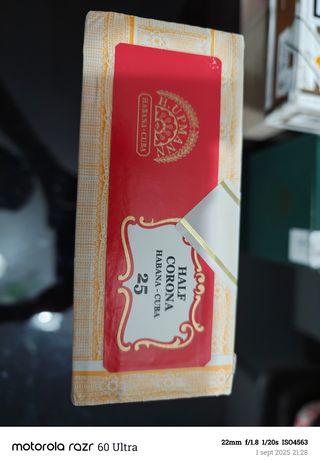 H.UPMANN
HABANA-CUBA
HALF
CORONA
HABANA - CUBA
25
motorola razr 60 Ultra
22mm f/1.8 1/20s ISO4563
1 sept 2025 21:28